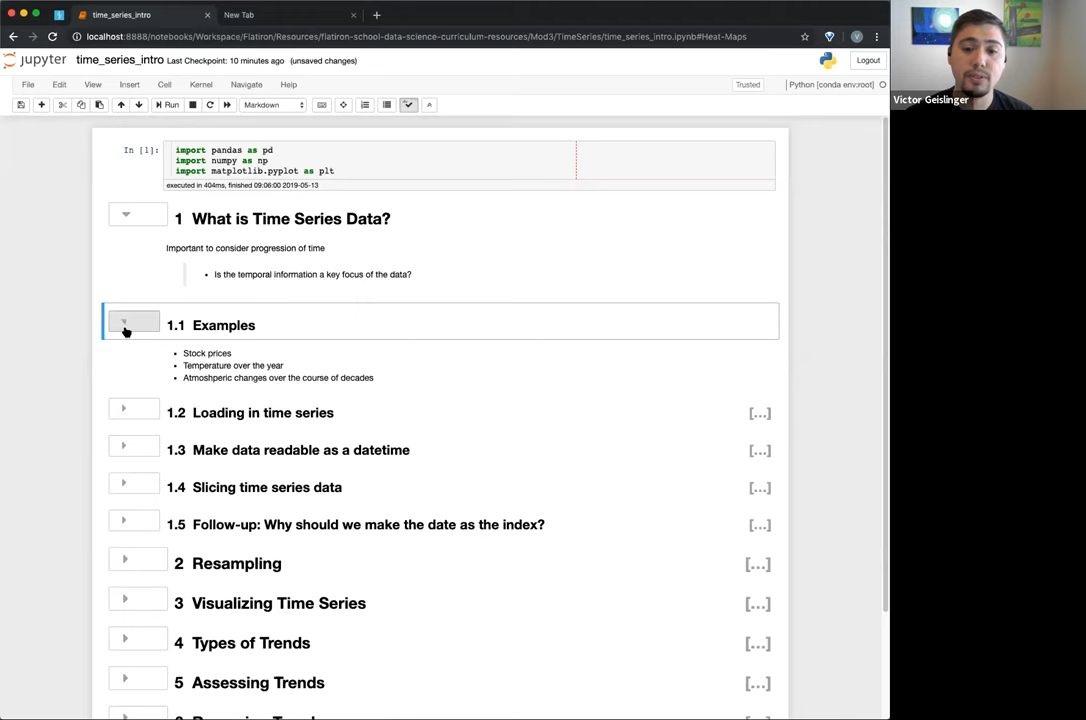 time_series_intro
New Tab
localhost:8888/notebooks/Workspace/Flatiron/Resources/flatiron-school-data-science-curriculum-resources/Mod3/TimeSeries/time_series_intro.ipynb#Heat-Maps
V
jupyter time_series_intro Last Checkpoint: 10 minutes ago (unsaved changes)
Logout
File Edit View Insert Cell Kernel Navigate Help
Trusted
Python [conda env:root]
Run
Markdown
Victor Geislinger
In [1]:
import pandas as pd
import numpy as np
import matplotlib.pyplot as plt
executed in 404ms, finished 09:06:00 2019-05-13
1 What is Time Series Data?
Important to consider progression of time
• Is the temporal information a key focus of the data?
1.1 Examples
• Stock prices
• Temperature over the year
• Atmoshperic changes over the course of decades
1.2 Loading in time series [...]
1.3 Make data readable as a datetime [...]
1.4 Slicing time series data [...]
1.5 Follow-up: Why should we make the date as the index? [...]
2 Resampling [...]
3 Visualizing Time Series [...]
4 Types of Trends [...]
5 Assessing Trends [...]